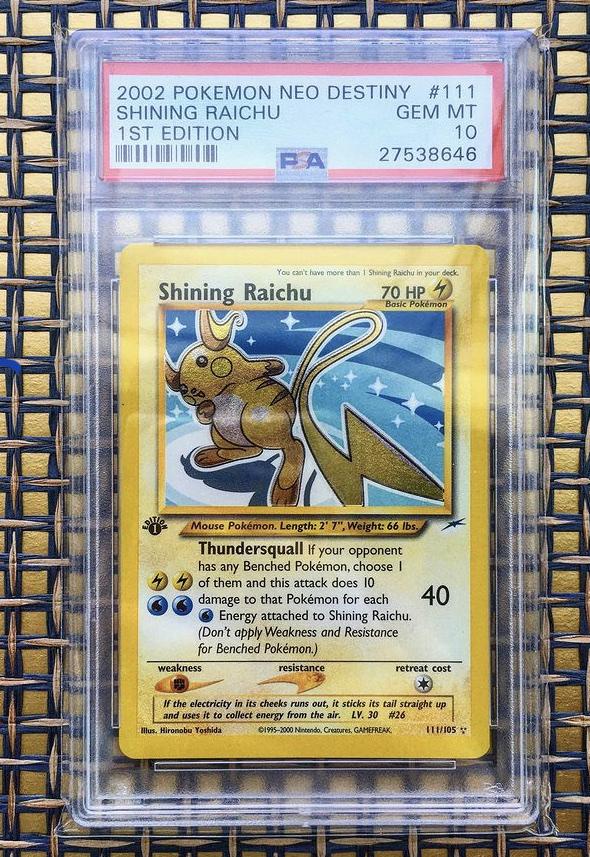 2002 POKEMON NEO DESTINY #111
SHINING RAICHU GEM MT
1ST EDITION 10
PSA 27538646
You can't have more than 1 Shining Raichu in your deck.
Shining Raichu 70 HP
Basic Pokémon
EDITION
1
Mouse Pokémon. Length: 2' 7", Weight: 66 lbs.
Thundersquall If your opponent
has any Benched Pokémon, choose 1
of them and this attack does 10
damage to that Pokémon for each
Energy attached to Shining Raichu.
(Don't apply Weakness and Resistance
for Benched Pokémon.)
40
weakness resistance retreat cost
If the electricity in its cheeks runs out, it sticks its tail straight up
and uses it to collect energy from the air. LV. 30 #26
Illus. Hironobu Yoshida ©1995–2000 Nintendo, Creatures, GAMEFREAK. 111/105